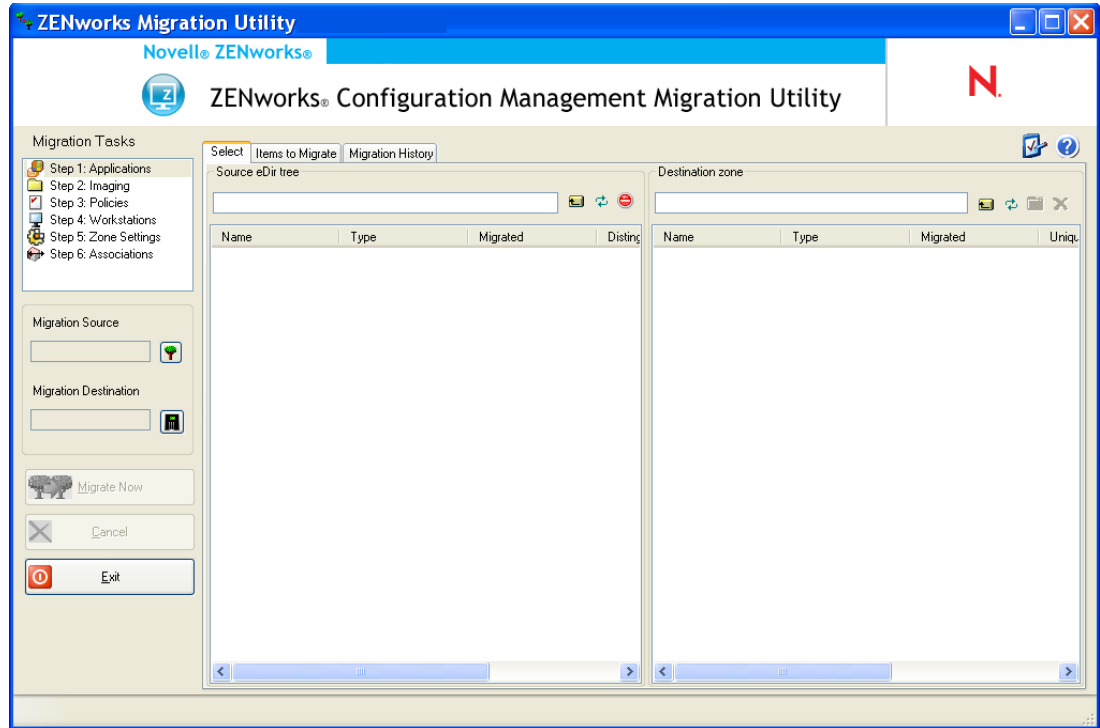 ZENworks Migration Utility
Novell® ZENworks®
Z
ZENworks® Configuration Management Migration Utility
N.
Migration Tasks
Step 1: Applications
Step 2: Imaging
Step 3: Policies
Step 4: Workstations
Step 5: Zone Settings
Step 6: Associations
Migration Source
Migration Destination
Migrate Now
Cancel
Exit
Select Items to Migrate Migration History
Source eDir tree
Name Type Migrated Disting
Destination zone
Name Type Migrated Uniqu